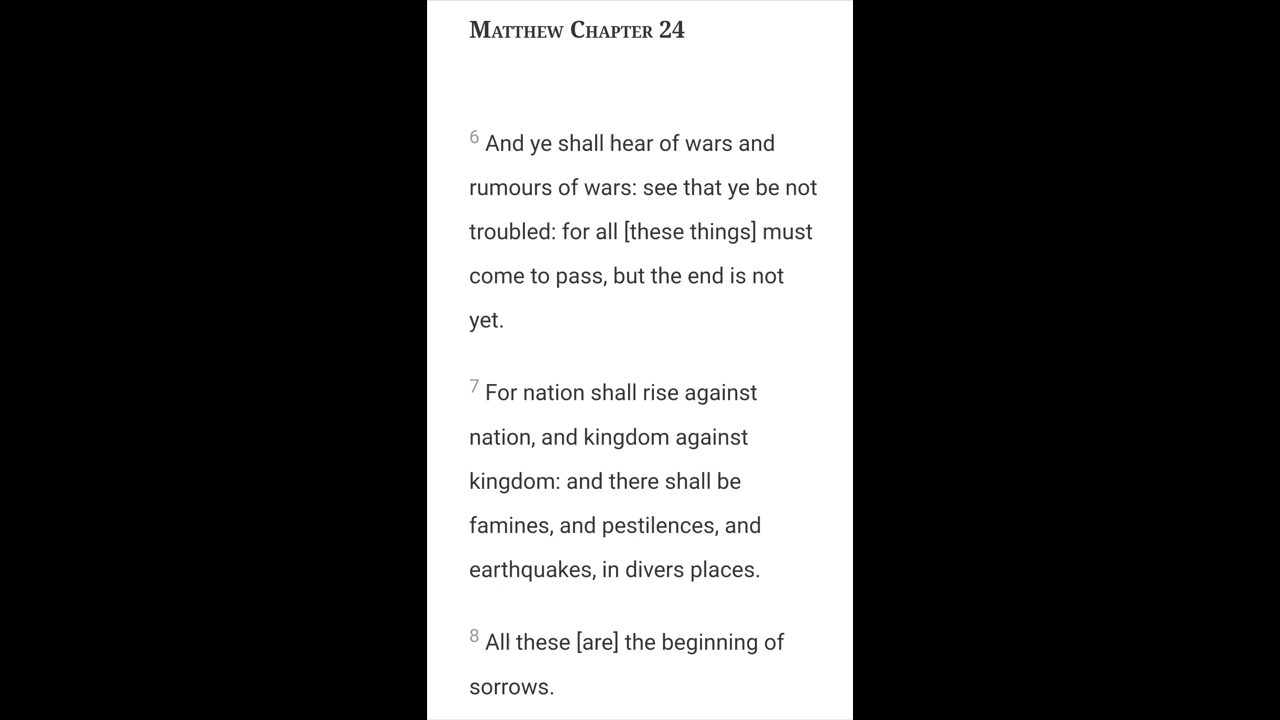 Matthew Chapter 24
6 And ye shall hear of wars and
rumours of wars: see that ye be not
troubled: for all [these things] must
come to pass, but the end is not
yet.
7 For nation shall rise against
nation, and kingdom against
kingdom: and there shall be
famines, and pestilences, and
earthquakes, in divers places.
8 All these [are] the beginning of
sorrows.